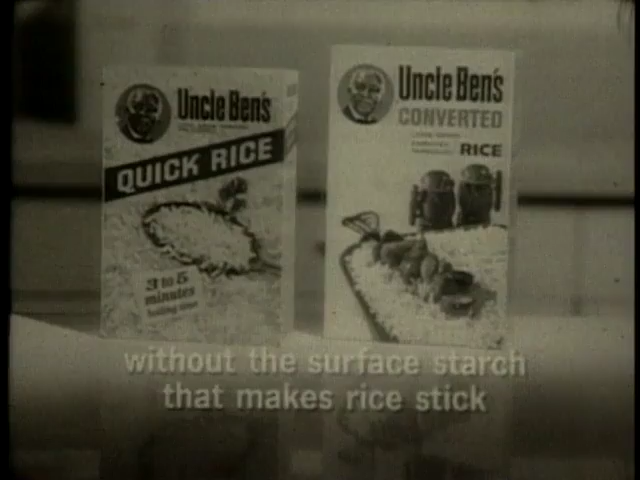 Uncle Ben's
QUICK RICE
3 to 5
minutes
Uncle Ben's
CONVERTED
RICE
without the surface starch
that makes rice stick